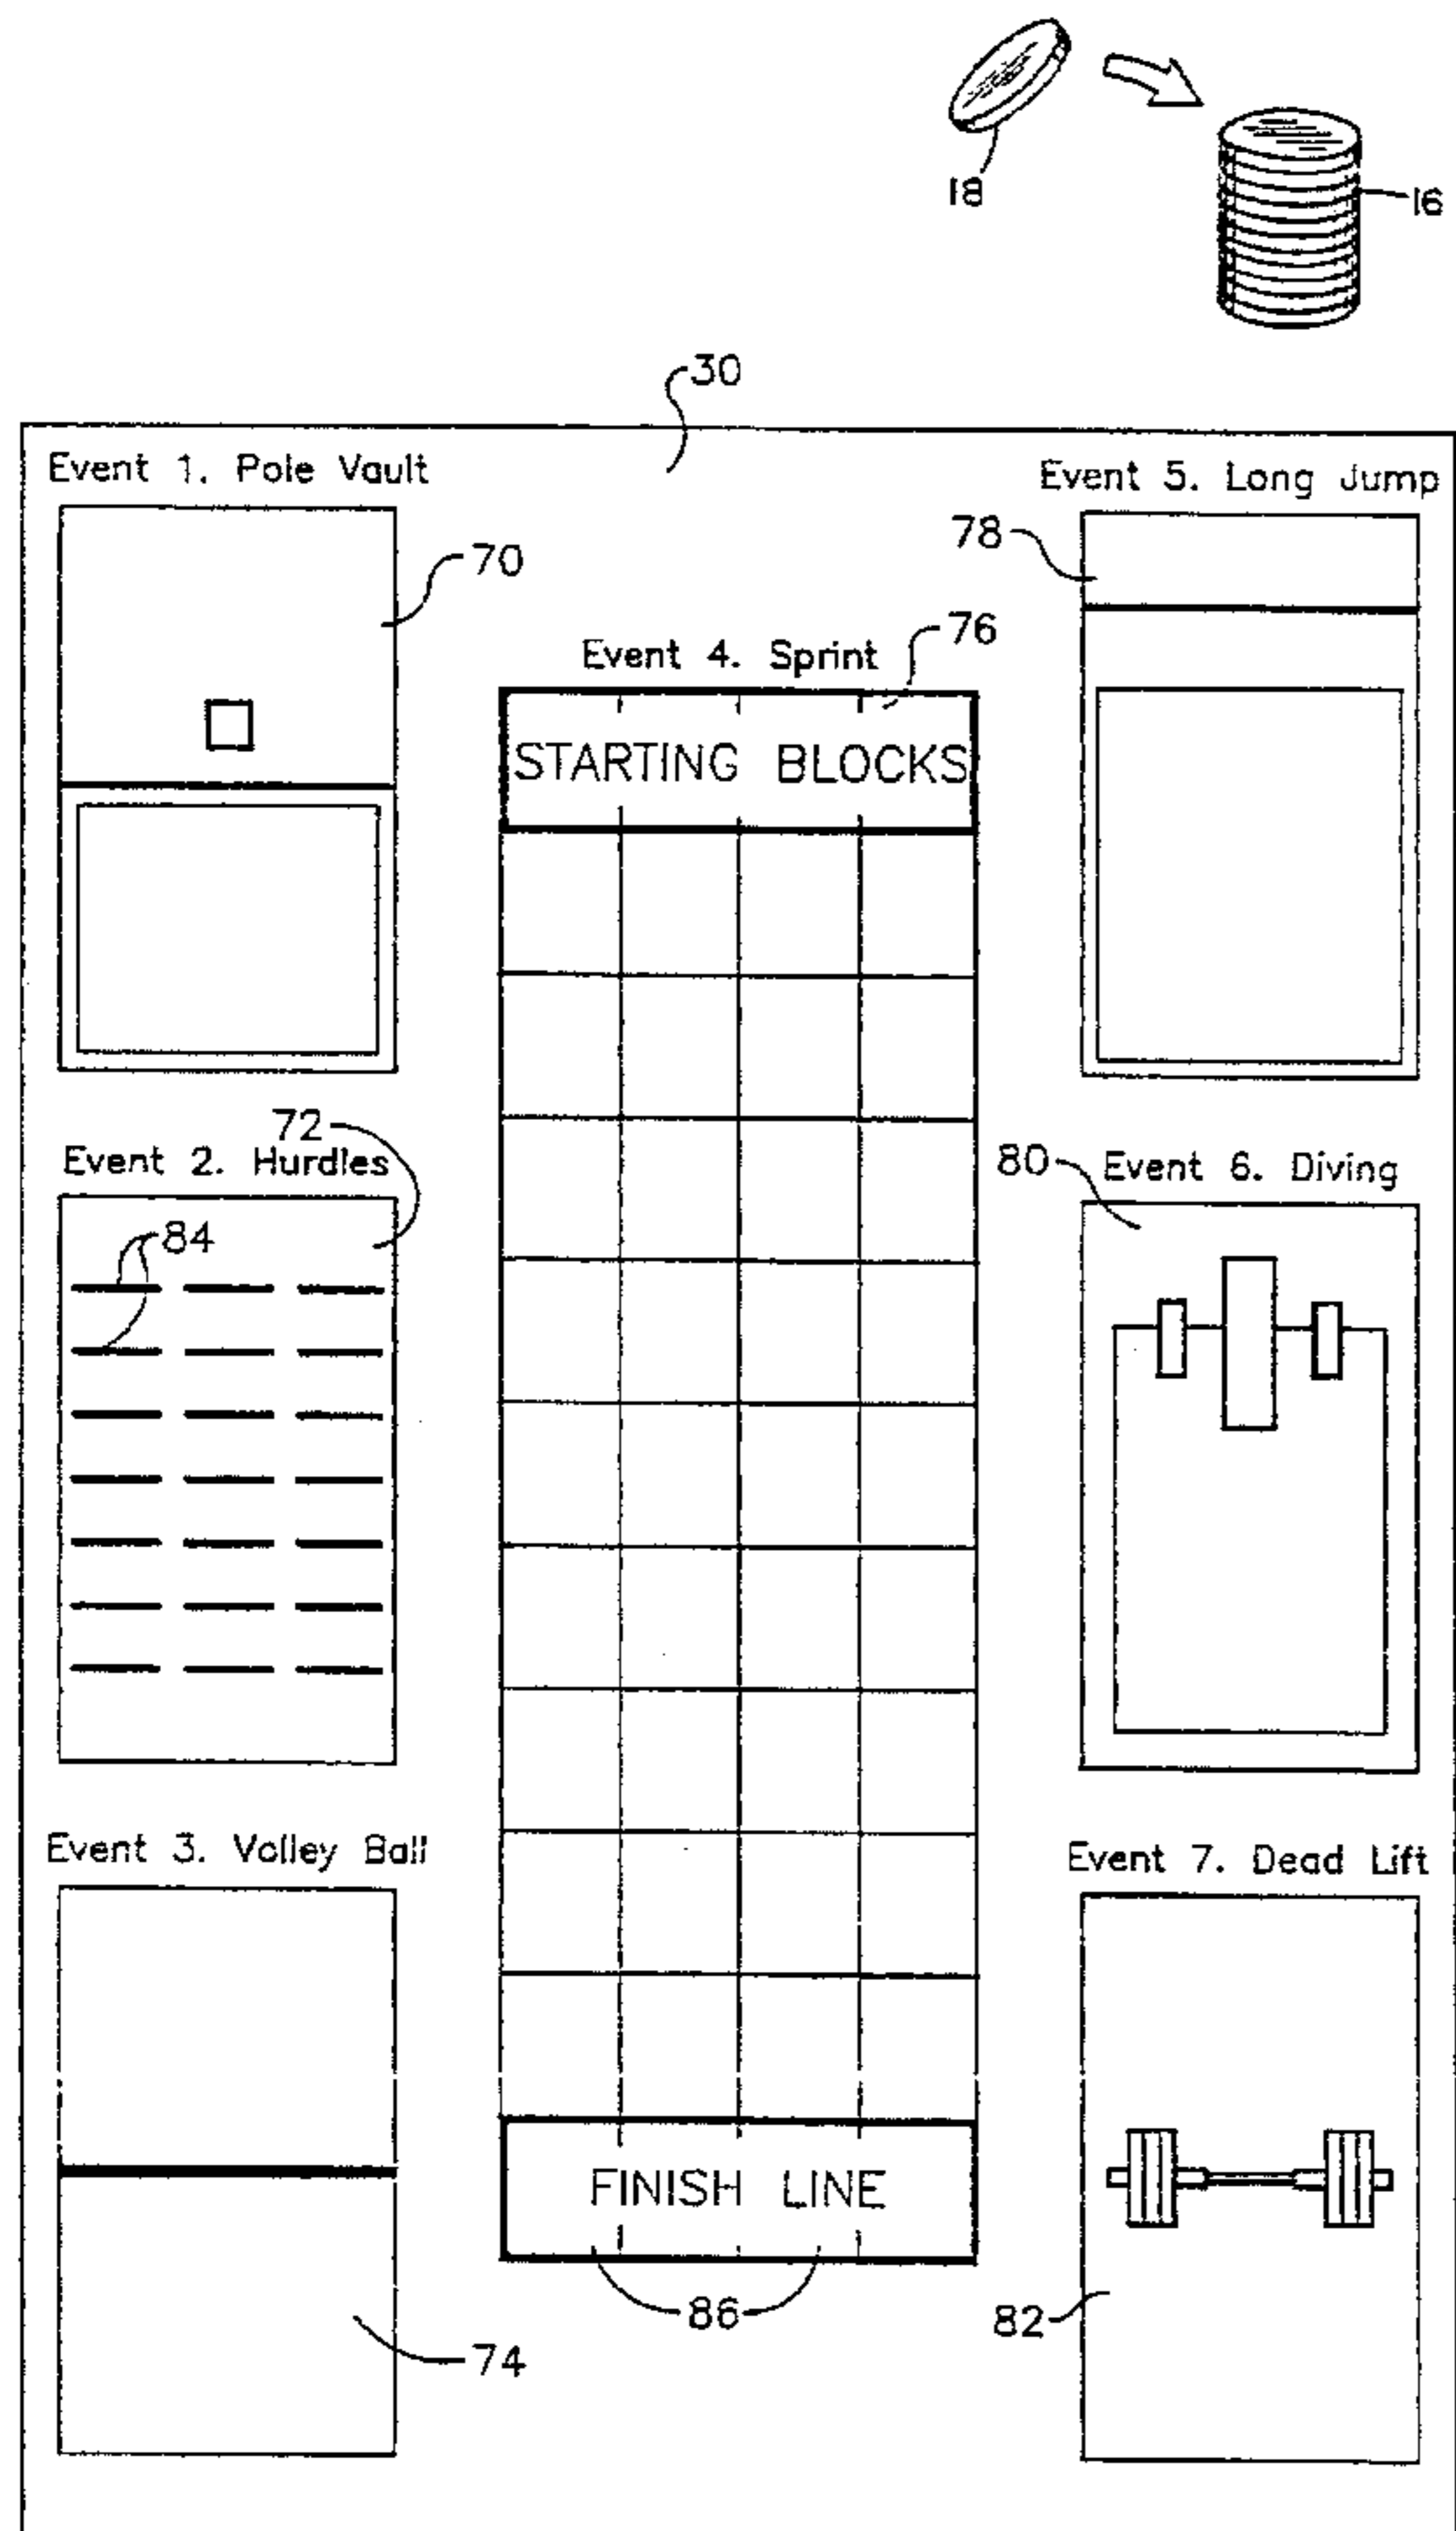 18
16
30
Event 1. Pole Vault
70
Event 5. Long Jump
78
Event 4. Sprint
76
STARTING BLOCKS
72
Event 2. Hurdles
84
80
Event 6. Diving
Event 3. Volley Ball
74
FINISH LINE
86
Event 7. Dead Lift
82